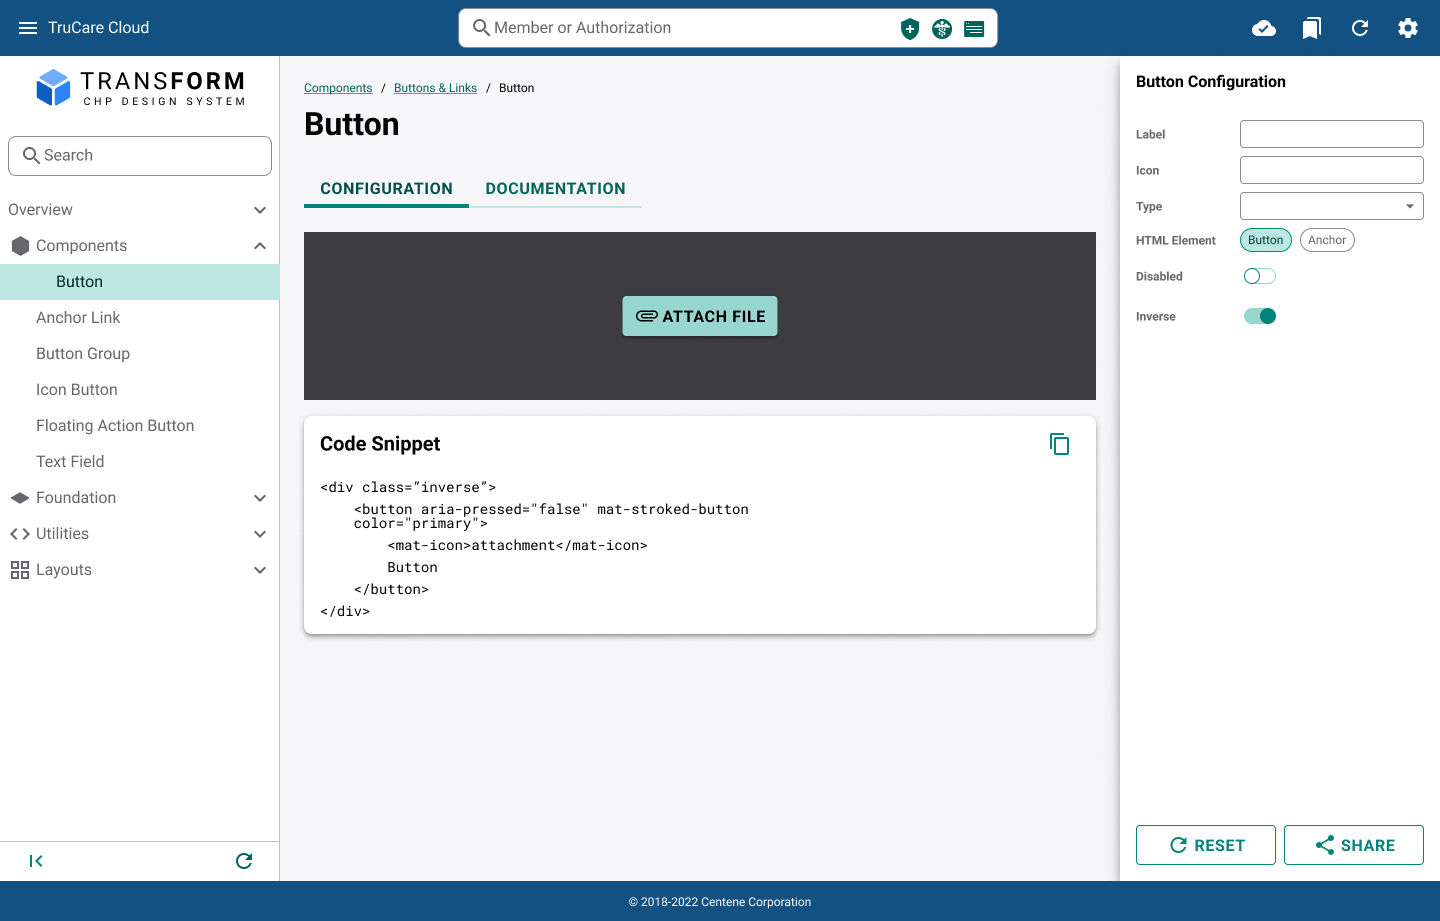 TruCare Cloud
Member or Authorization
TRANSFORM
CHP DESIGN SYSTEM
Search
Overview
Components
Button
Anchor Link
Button Group
Icon Button
Floating Action Button
Text Field
Foundation
Utilities
Layouts
Components / Buttons & Links / Button
Button
CONFIGURATION DOCUMENTATION
ATTACH FILE
Code Snippet
<div class=”inverse”>
<button aria-pressed="false" mat-stroked-button
color="primary">
<mat-icon>attachment</mat-icon>
Button
</button>
</div>
Button Configuration
Label
Icon
Type
HTML Element Button Anchor
Disabled
Inverse
RESET SHARE
© 2018-2022 Centene Corporation